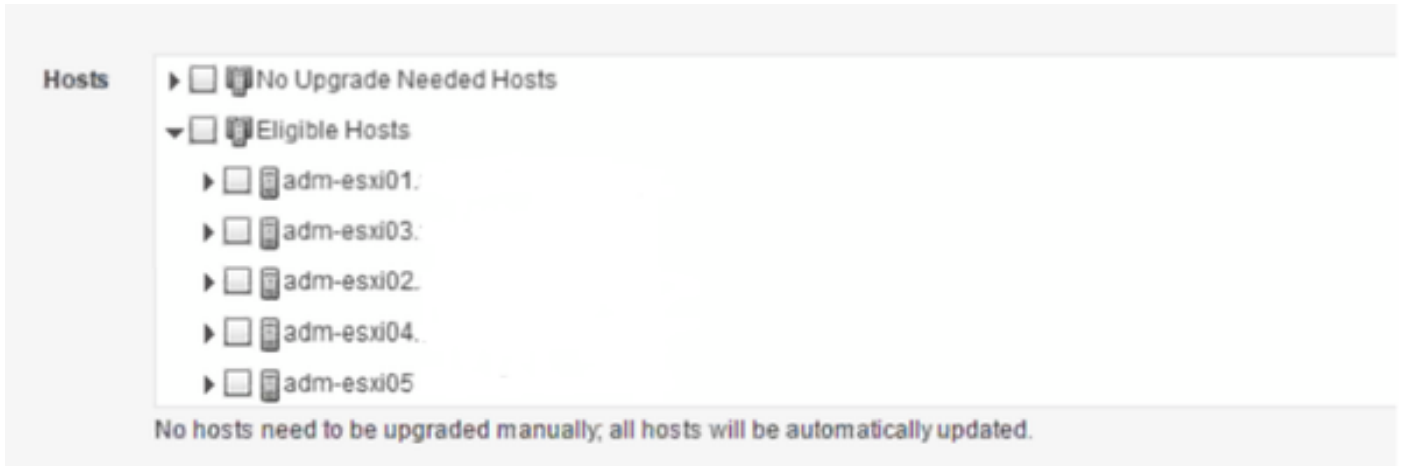 Hosts
No Upgrade Needed Hosts
Eligible Hosts
adm-esxi01.
adm-esxi03.
adm-esxi02.
adm-esxi04.
adm-esxi05
No hosts need to be upgraded manually; all hosts will be automatically updated.